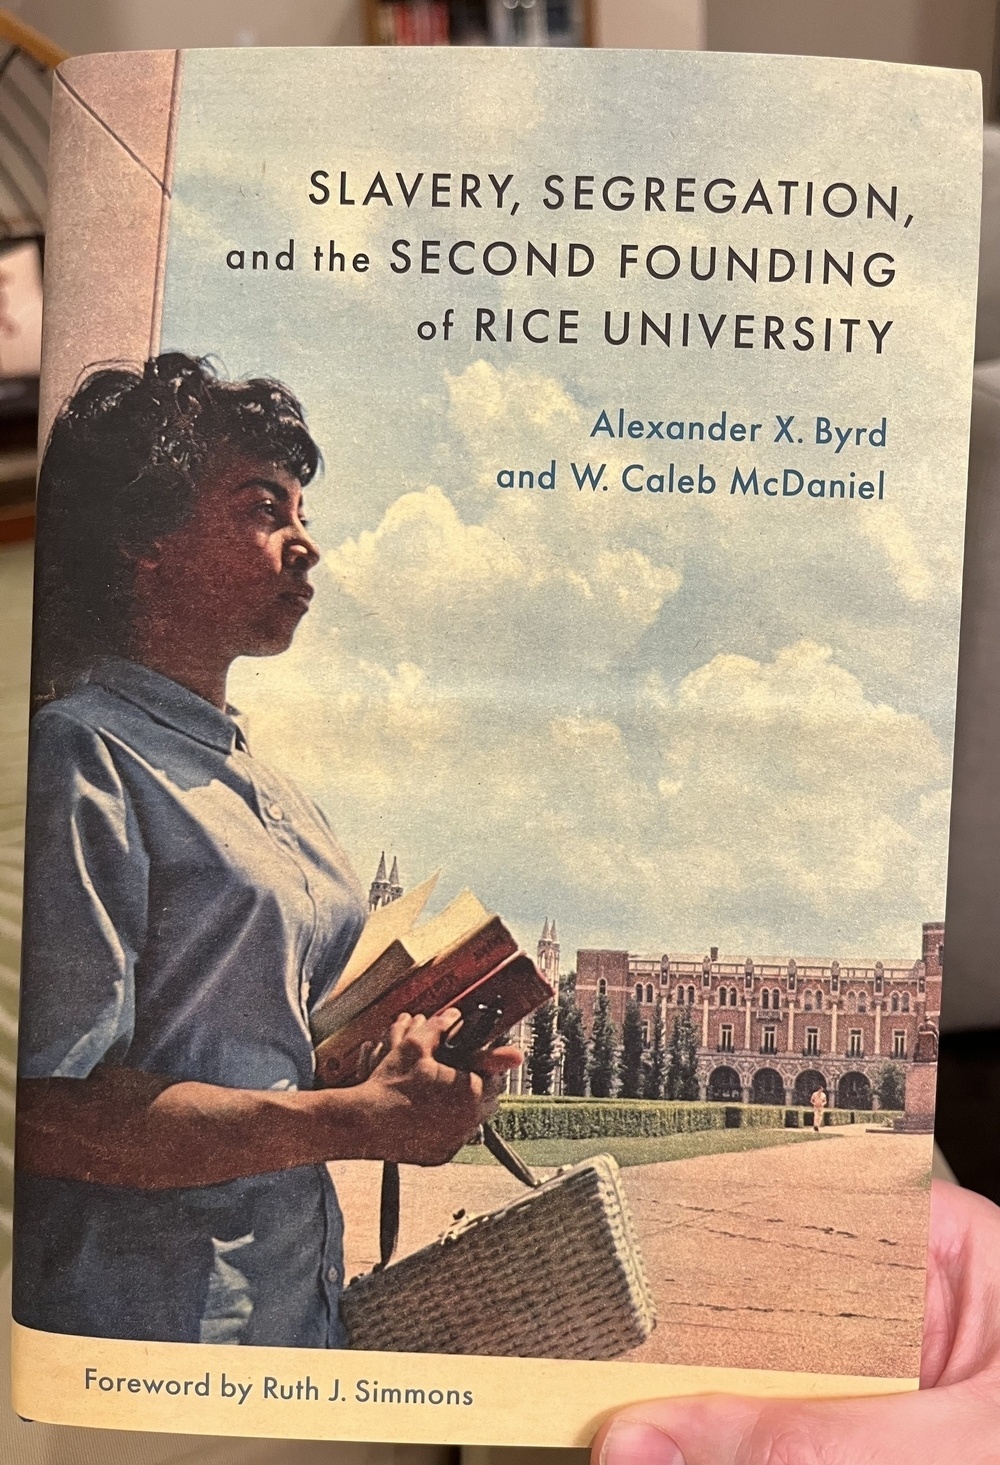 SLAVERY, SEGREGATION,
and the SECOND FOUNDING
of RICE UNIVERSITY
Alexander X. Byrd
and W. Caleb McDaniel
Foreword by Ruth J. Simmons